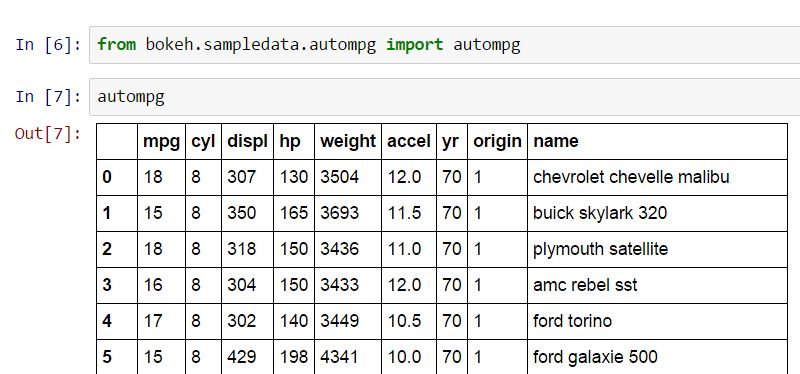 In [6]: from bokeh.sampledata.autompg import autompg
In [7]: autompg
Out[7]:
mpg cyl displ hp weight accel yr origin name
0 18 8 307 130 3504 12.0 70 1 chevrolet chevelle malibu
1 15 8 350 165 3693 11.5 70 1 buick skylark 320
2 18 8 318 150 3436 11.0 70 1 plymouth satellite
3 16 8 304 150 3433 12.0 70 1 amc rebel sst
4 17 8 302 140 3449 10.5 70 1 ford torino
5 15 8 429 198 4341 10.0 70 1 ford galaxie 500